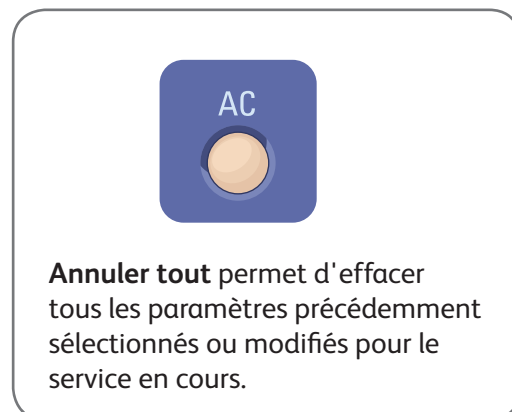 AC
Annuler tout permet d'effacer
tous les paramètres précédemment
sélectionnés ou modifiés pour le
service en cours.